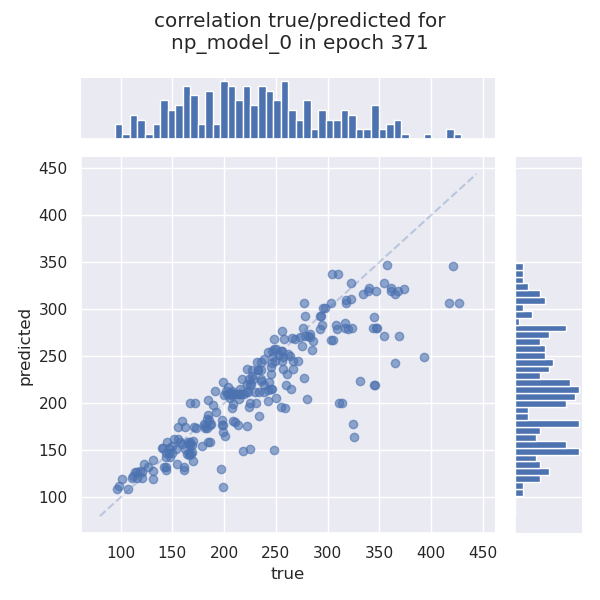 correlation true/predicted for
np_model_0 in epoch 371
450
400
350
300
250
200
150
100
predicted
100 150 200 250 300 350 400 450
true